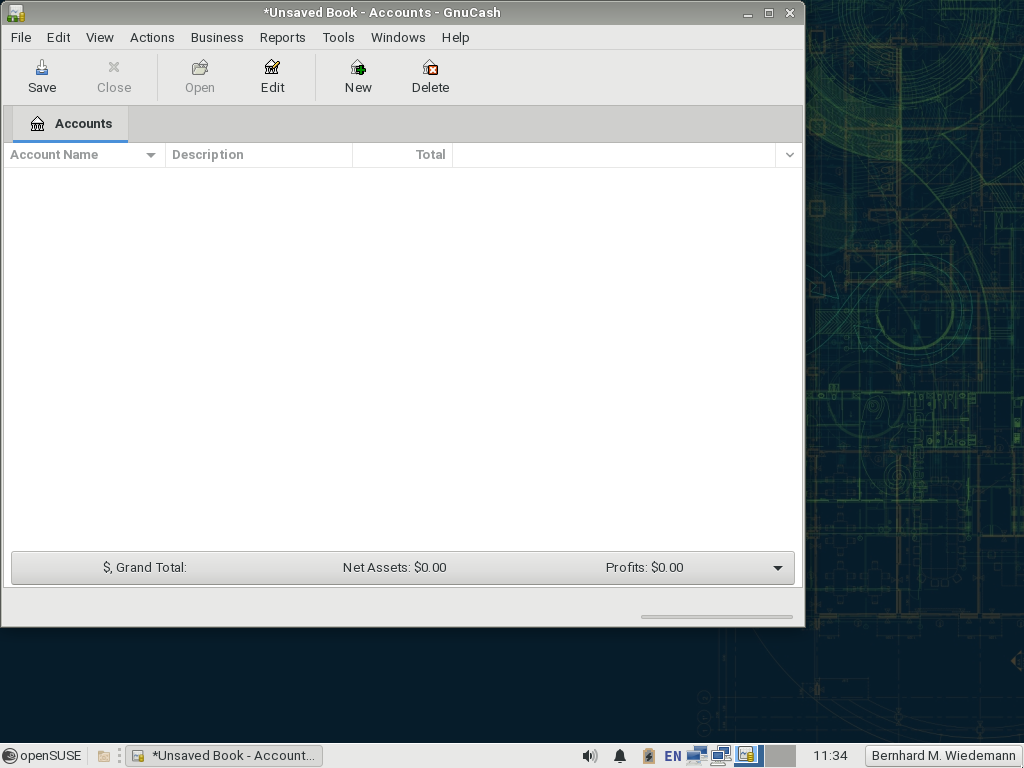 *Unsaved Book - Accounts - GnuCash
File Edit View Actions Business Reports Tools Windows Help
Save Close Open Edit New Delete
Accounts
Account Name Description Total
$, Grand Total: Net Assets: $0.00 Profits: $0.00
openSUSE *Unsaved Book - Account... EN 11:34 Bernhard M. Wiedemann